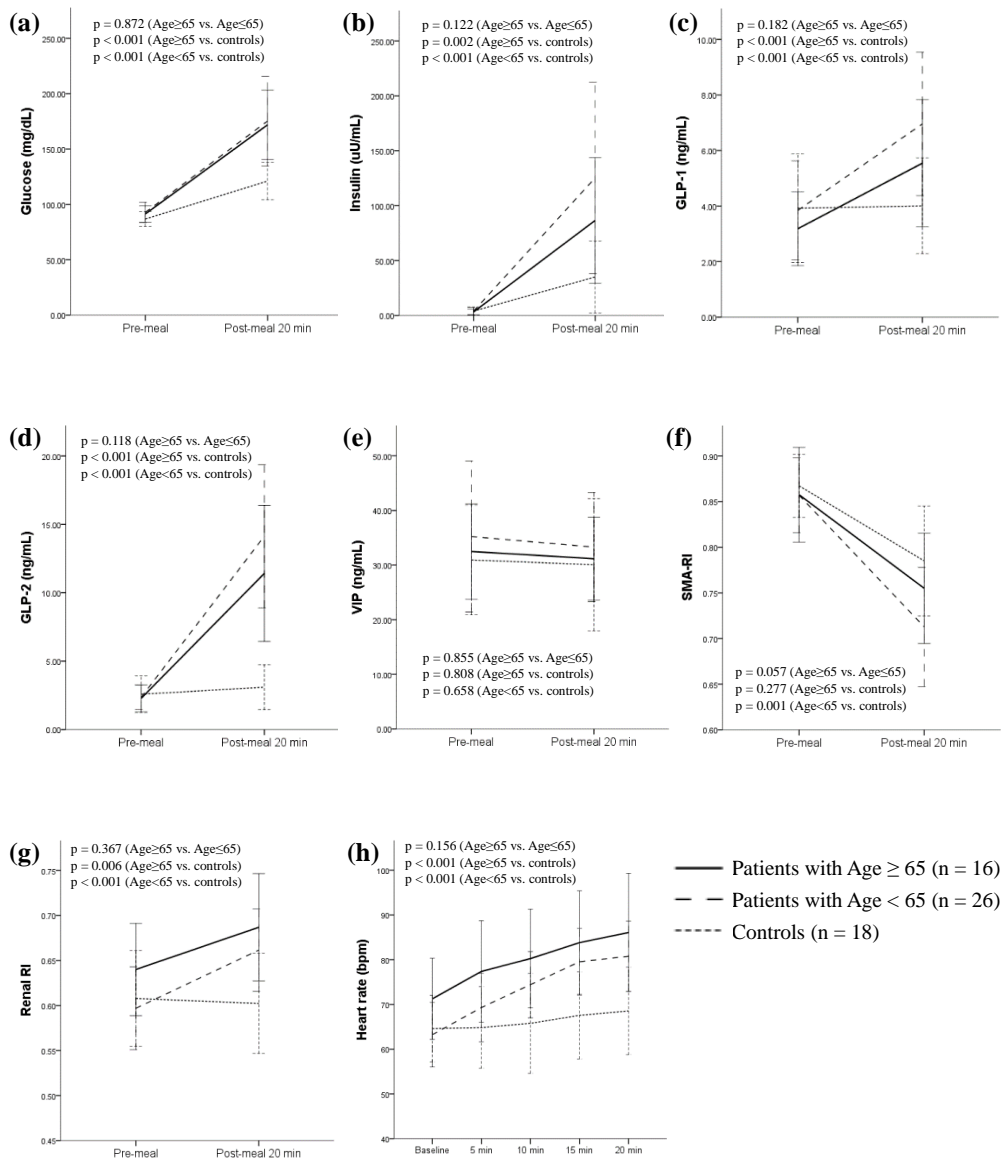 (a)
p = 0.872 (Age≥65 vs. Age≤65)
p < 0.001 (Age≥65 vs. controls)
p < 0.001 (Age<65 vs. controls)
Glucose (mg/dL)
250.00
200.00
150.00
100.00
50.00
0.00
Pre-meal
Post-meal 20 min
(b)
p = 0.122 (Age≥65 vs. Age≤65)
p = 0.002 (Age≥65 vs. controls)
p < 0.001 (Age<65 vs. controls)
Insulin (uU/mL)
250.00
200.00
150.00
100.00
50.00
0.00
Pre-meal
Post-meal 20 min
(c)
p = 0.182 (Age≥65 vs. Age≤65)
p < 0.001 (Age≥65 vs. controls)
p < 0.001 (Age<65 vs. controls)
GLP-1 (ng/mL)
10.00
8.00
6.00
4.00
2.00
0.00
Pre-meal
Post-meal 20 min
(d)
p = 0.118 (Age≥65 vs. Age≤65)
p < 0.001 (Age≥65 vs. controls)
p < 0.001 (Age<65 vs. controls)
GLP-2 (ng/mL)
20.00
15.00
10.00
5.00
0.00
Pre-meal
Post-meal 20 min
(e)
VIP (ng/mL)
50.00
40.00
30.00
20.00
10.00
0.00
p = 0.855 (Age≥65 vs. Age≤65)
p = 0.808 (Age≥65 vs. controls)
p = 0.658 (Age<65 vs. controls)
Pre-meal
Post-meal 20 min
(f)
SMA-RI
0.90
0.85
0.80
0.75
0.70
0.65
0.60
p = 0.057 (Age≥65 vs. Age≤65)
p = 0.277 (Age≥65 vs. controls)
p = 0.001 (Age<65 vs. controls)
Pre-meal
Post-meal 20 min
(g)
p = 0.367 (Age≥65 vs. Age≤65)
p = 0.006 (Age≥65 vs. controls)
p < 0.001 (Age<65 vs. controls)
Renal RI
0.75
0.70
0.65
0.60
0.55
0.50
0.45
Pre-meal
Post-meal 20 min
(h)
p = 0.156 (Age≥65 vs. Age≤65)
p < 0.001 (Age≥65 vs. controls)
p < 0.001 (Age<65 vs. controls)
Heart rate (bpm)
100
90
80
70
60
50
40
Baseline
5 min
10 min
15 min
20 min
Patients with Age ≥ 65 (n = 16)
Patients with Age < 65 (n = 26)
Controls (n = 18)